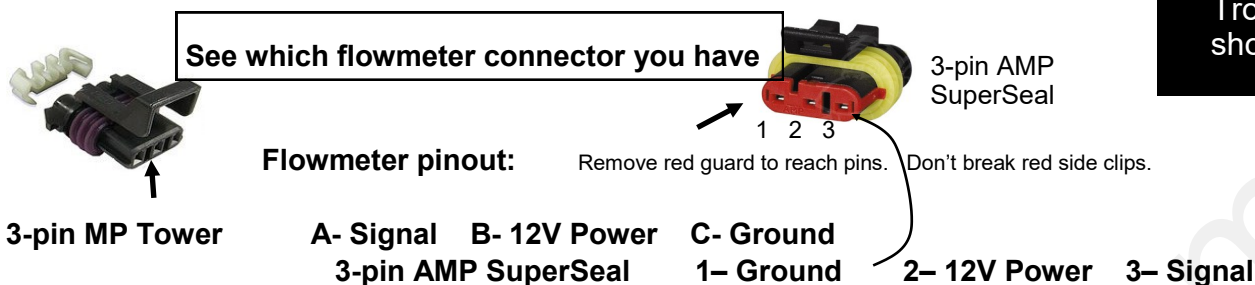 Tro
sho
See which flowmeter connector you have
3-pin AMP
SuperSeal
1 2 3
Flowmeter pinout:
Remove red guard to reach pins. Don't break red side clips.
3-pin MP Tower
A- Signal B- 12V Power C- Ground
3-pin AMP SuperSeal 1– Ground 2– 12V Power 3– Signal